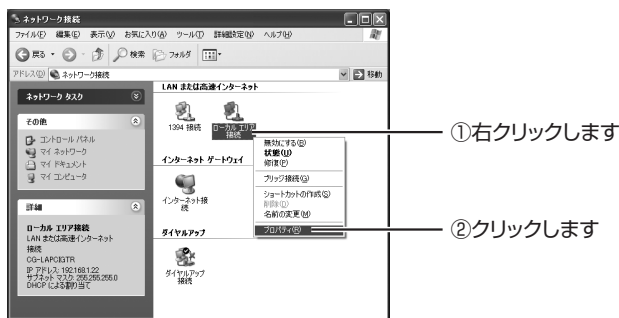 ネットワーク接続
ファイル(F) 編集(E) 表示(V) お気に入り(A) ツール(T) 詳細設定(N) ヘルプ(H)
戻る 検索 フォルダ
アドレス(D) ネットワーク接続 移動
ネットワーク タスク
その他
コントロール パネル
マイ ネットワーク
マイ ドキュメント
マイ コンピュータ
詳細
ローカル エリア接続
LAN または高速インターネット
接続
CG-LAPCIGTR
IP アドレス: 192.168.1.22
サブネット マスク: 255.255.255.0
DHCP による割り当て
LAN または高速インターネット
1394 接続
ローカル エリア
接続
無効にする(B)
状態(U)
修復(P)
ブリッジ接続(G)
ショートカットの作成(S)
削除(D)
名前の変更(M)
プロパティ(R)
インターネット ゲートウェイ
インターネット接
続
ダイヤルアップ
ダイヤルアップ
接続
①右クリックします
②クリックします